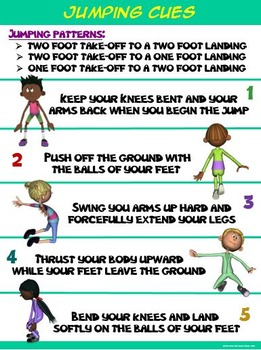 JUMPING CUES
JUMPING PATTERNS:
➢ TWO FOOT TAKE-OFF TO A TWO FOOT LANDING
➢ TWO FOOT TAKE-OFF TO A ONE FOOT LANDING
➢ ONE FOOT TAKE-OFF TO A TWO FOOT LANDING
1
KEEP YOUR KNEES BENT AND YOUR
ARMS BACK WHEN YOU BEGIN THE JUMP
2
PUSH OFF THE GROUND WITH
THE BALLS OF YOUR FEET
3
SWING YOU ARMS UP HARD AND
FORCEFULLY EXTEND YOUR LEGS
4
THRUST YOUR BODY UPWARD
WHILE YOUR FEET LEAVE THE GROUND
5
BEND YOUR KNEES AND LAND
SOFTLY ON THE BALLS OF YOUR FEET